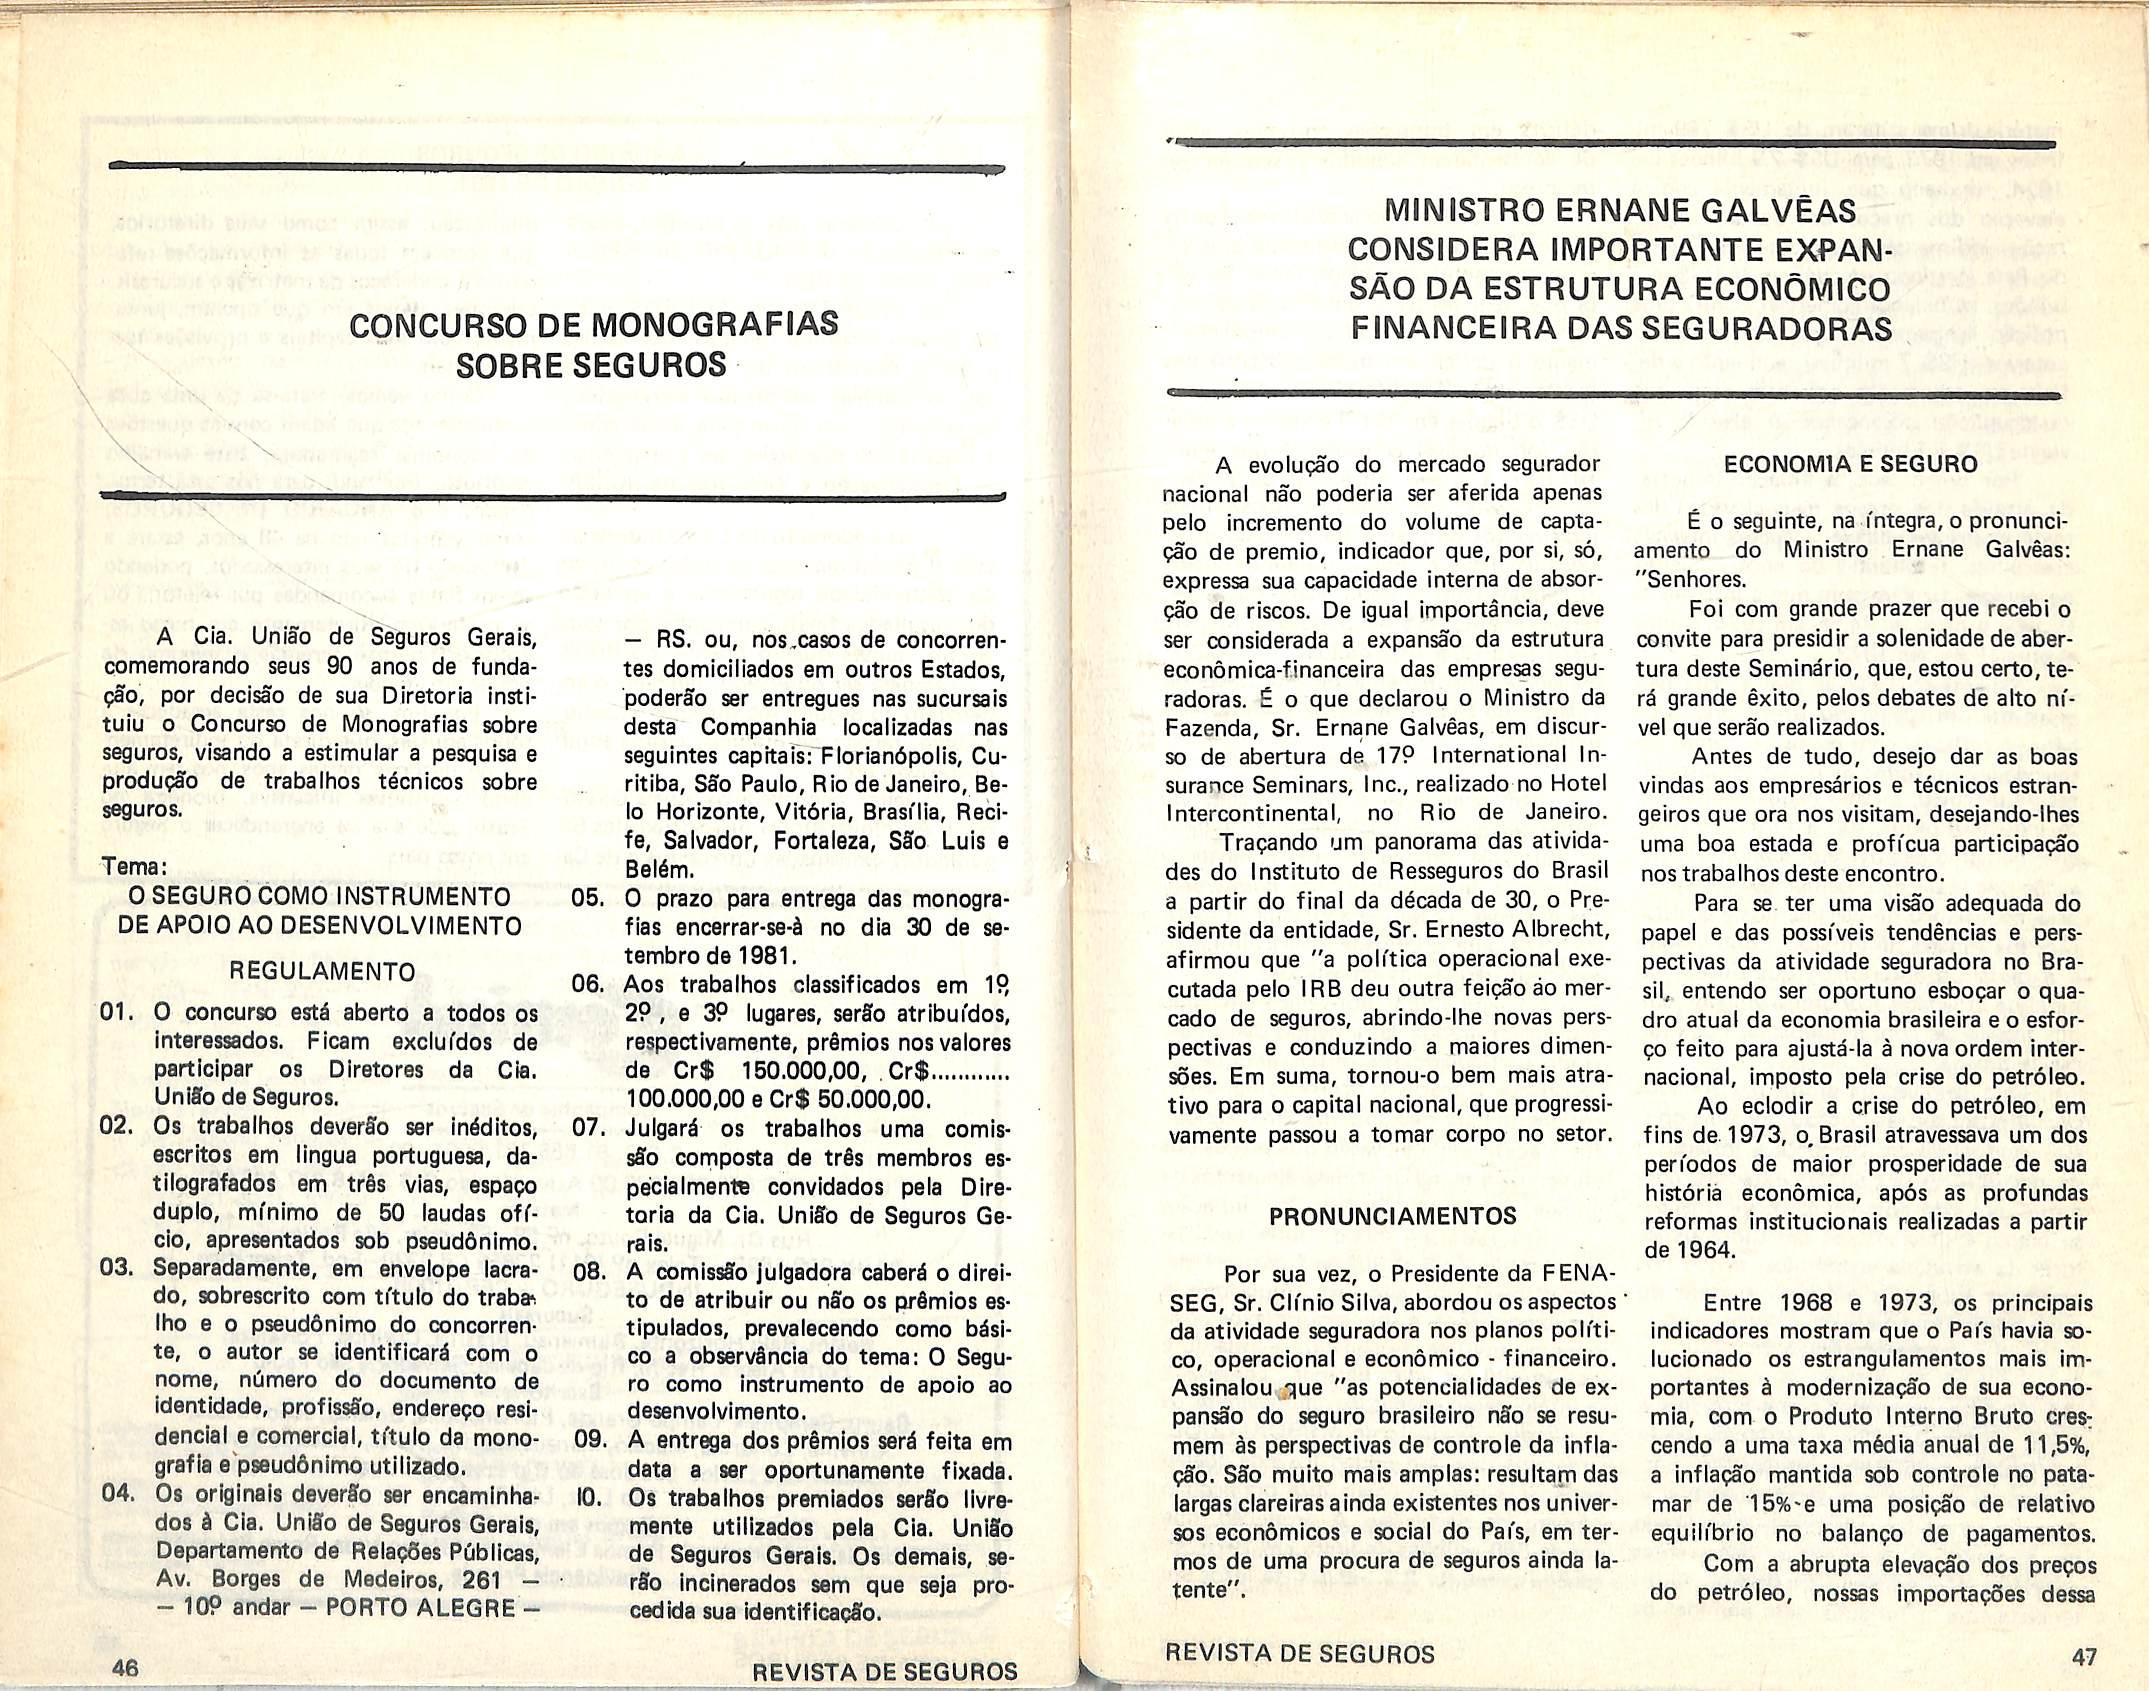 CONCURSO DE MONOGRAFIAS
SOBRE SEGUROS
A Cia. União de Seguros Gerais,
comemorando seus 90 anos de funda-
ção, por decisão de sua Diretoria insti-
tuiu o Concurso de Monografias sobre
seguros, visando a estimular a pesquisa e
produção de trabalhos técnicos sobre
seguros.
Tema:
O SEGURO COMO INSTRUMENTO
DE APOIO AO DESENVOLVIMENTO
REGULAMENTO
01. O concurso está aberto a todos os
interessados. Ficam excluídos de
participar os Diretores da Cia.
União de Seguros.
02. Os trabalhos deverão ser inéditos,
escritos em lingua portuguesa, da-
tilografados em três vias, espaço
duplo, mínimo de 50 laudas ofí-
cio, apresentados sob pseudônimo.
03. Separadamente, em envelope lacra-
do, sobrescrito com título do traba-
lho e o pseudônimo do concorren-
te, o autor se identificará com o
nome, número do documento de
identidade, profissão, endereço resi-
dencial e comercial, título da mono-
grafia e pseudônimo utilizado.
04. Os originais deverão ser encaminha-
dos à Cia. União de Seguros Gerais,
Departamento de Relações Públicas,
Av. Borges de Medeiros, 261 —
— 10º andar — PORTO ALEGRE —
— RS. ou, nos casos de concorren-
tes domiciliados em outros Estados,
poderão ser entregues nas sucursais
desta Companhia localizadas nas
seguintes capitais: Florianópolis, Cu-
ritiba, São Paulo, Rio de Janeiro, Be-
lo Horizonte, Vitória, Brasília, Reci-
fe, Salvador, Fortaleza, São Luis e
Belém.
05. O prazo para entrega das monogra-
fias encerrar-se-à no dia 30 de se-
tembro de 1981.
06. Aos trabalhos classificados em 1º,
2º , e 3º lugares, serão atribuídos,
respectivamente, prêmios nos valores
de Cr$ 150.000,00, Cr$............
100.000,00 e Cr$ 50.000,00.
07. Julgará os trabalhos uma comis-
são composta de três membros es-
pecialmente convidados pela Dire-
toria da Cia. União de Seguros Ge-
rais.
08. A comissão julgadora caberá o direi-
to de atribuir ou não os prêmios es-
tipulados, prevalecendo como bási-
co a observância do tema: O Segu-
ro como instrumento de apoio ao
desenvolvimento.
09. A entrega dos prêmios será feita em
data a ser oportunamente fixada.
10. Os trabalhos premiados serão livre-
mente utilizados pela Cia. União
de Seguros Gerais. Os demais, se-
rão incinerados sem que seja pro-
cedida sua identificação.
46
REVISTA DE SEGUROS
MINISTRO ERNANE GALVÊAS
CONSIDERA IMPORTANTE EXPAN-
SÃO DA ESTRUTURA ECONÔMICO
FINANCEIRA DAS SEGURADORAS
A evolução do mercado segurador
nacional não poderia ser aferida apenas
pelo incremento do volume de capta-
ção de premio, indicador que, por si, só,
expressa sua capacidade interna de absor-
ção de riscos. De igual importância, deve
ser considerada a expansão da estrutura
econômica-financeira das empresas segu-
radoras. É o que declarou o Ministro da
Fazenda, Sr. Ernane Galvêas, em discur-
so de abertura de 17º International In-
surance Seminars, Inc., realizado no Hotel
Intercontinental, no Rio de Janeiro.
Traçando um panorama das ativida-
des do Instituto de Resseguros do Brasil
a partir do final da década de 30, o Pre-
sidente da entidade, Sr. Ernesto Albrecht,
afirmou que "a política operacional exe-
cutada pelo IRB deu outra feição ao mer-
cado de seguros, abrindo-lhe novas pers-
pectivas e conduzindo a maiores dimen-
sões. Em suma, tornou-o bem mais atra-
tivo para o capital nacional, que progressi-
vamente passou a tomar corpo no setor.
PRONUNCIAMENTOS
Por sua vez, o Presidente da FENA-
SEG, Sr. Clínio Silva, abordou os aspectos
da atividade seguradora nos planos políti-
co, operacional e econômico - financeiro.
Assinalou que "as potencialidades de ex-
pansão do seguro brasileiro não se resu-
mem às perspectivas de controle da infla-
ção. São muito mais amplas: resultam das
largas clareiras ainda existentes nos univer-
sos econômicos e social do País, em ter-
mos de uma procura de seguros ainda la-
tente".
ECONOMIA E SEGURO
É o seguinte, na íntegra, o pronunci-
amento do Ministro Ernane Galvêas:
"Senhores.
Foi com grande prazer que recebi o
convite para presidir a solenidade de aber-
tura deste Seminário, que, estou certo, te-
rá grande êxito, pelos debates de alto ní-
vel que serão realizados.
Antes de tudo, desejo dar as boas
vindas aos empresários e técnicos estran-
geiros que ora nos visitam, desejando-lhes
uma boa estada e profícua participação
nos trabalhos deste encontro.
Para se ter uma visão adequada do
papel e das possíveis tendências e pers-
pectivas da atividade seguradora no Bra-
sil, entendo ser oportuno esboçar o qua-
dro atual da economia brasileira e o esfor-
ço feito para ajustá-la à nova ordem inter-
nacional, imposto pela crise do petróleo.
Ao eclodir a crise do petróleo, em
fins de 1973, o Brasil atravessava um dos
períodos de maior prosperidade de sua
história econômica, após as profundas
reformas institucionais realizadas a partir
de 1964.
Entre 1968 e 1973, os principais
indicadores mostram que o País havia so-
lucionado os estrangulamentos mais im-
portantes à modernização de sua econo-
mia, com o Produto Interno Bruto cres-
cendo a uma taxa média anual de 11,5%,
a inflação mantida sob controle no pata-
mar de 15% e uma posição de relativo
equilíbrio no balanço de pagamentos.
Com a abrupta elevação dos preços
do petróleo, nossas importações dessa
REVISTA DE SEGUROS
47